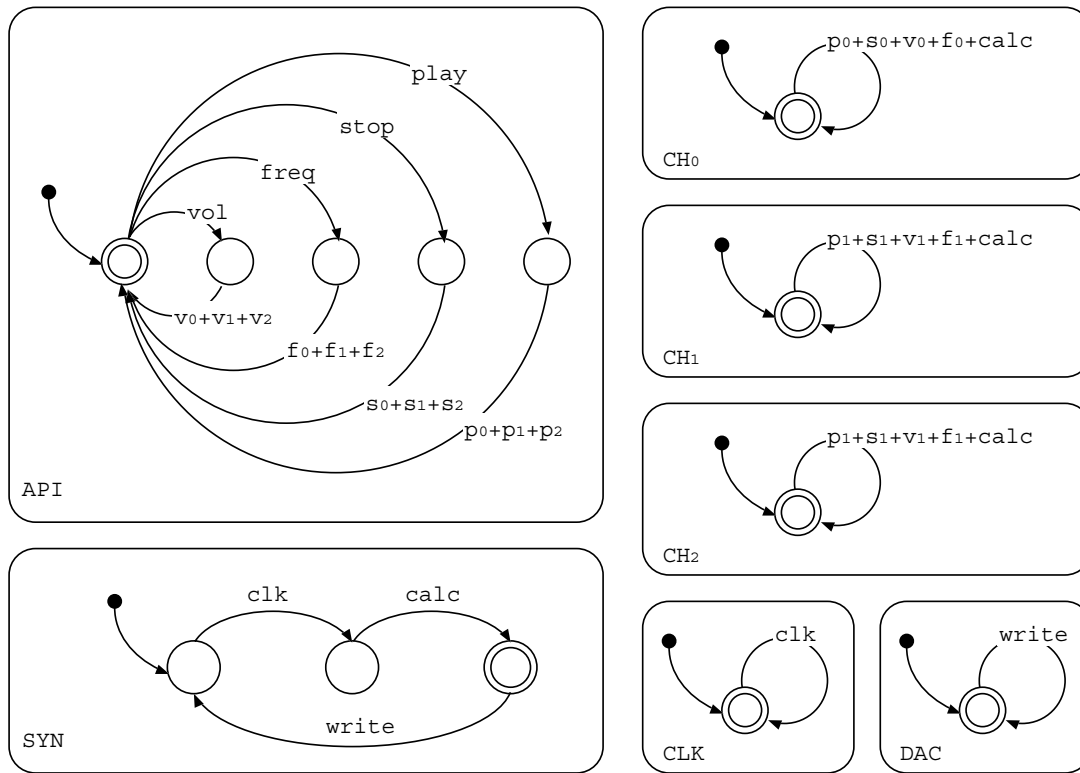 play
stop
freq
vol
v0+v1+v2
f0+f1+f2
s0+s1+s2
p0+p1+p2
API
clk
calc
write
SYN
p0+s0+v0+f0+calc
CH0
p1+s1+v1+f1+calc
CH1
p1+s1+v1+f1+calc
CH2
clk
CLK
write
DAC